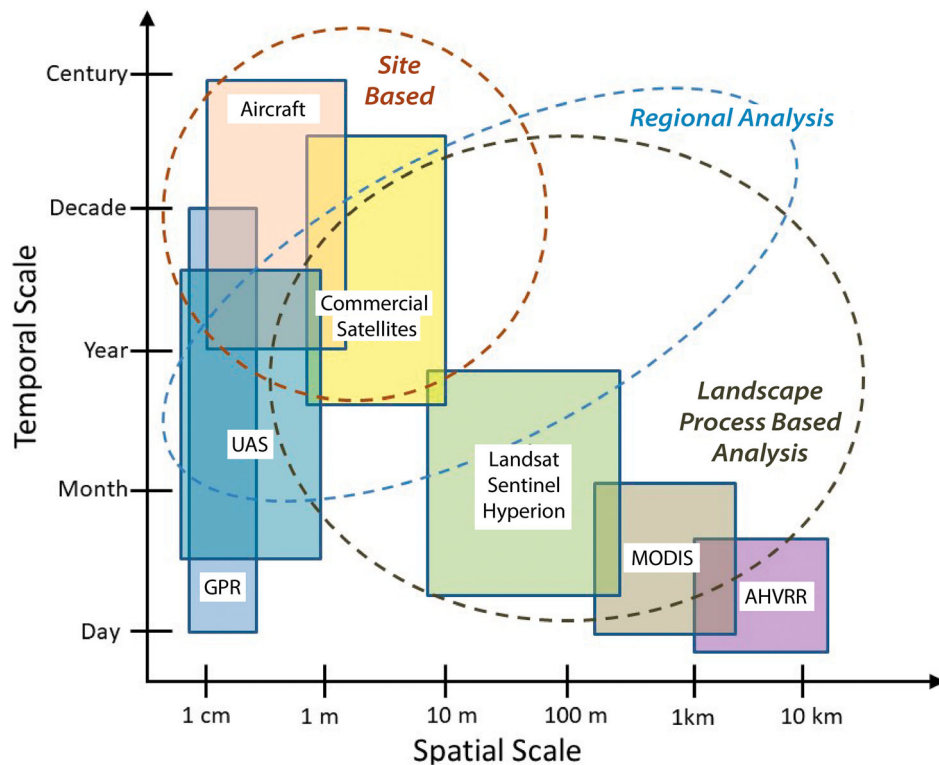 Temporal Scale
Century
Decade
Year
Month
Day
Site
Based
Regional Analysis
Landscape
Process Based
Analysis
Aircraft
Commercial
Satellites
UAS
GPR
Landsat
Sentinel
Hyperion
MODIS
AHVRR
1 cm
1 m
10 m
100 m
1km
10 km
Spatial Scale